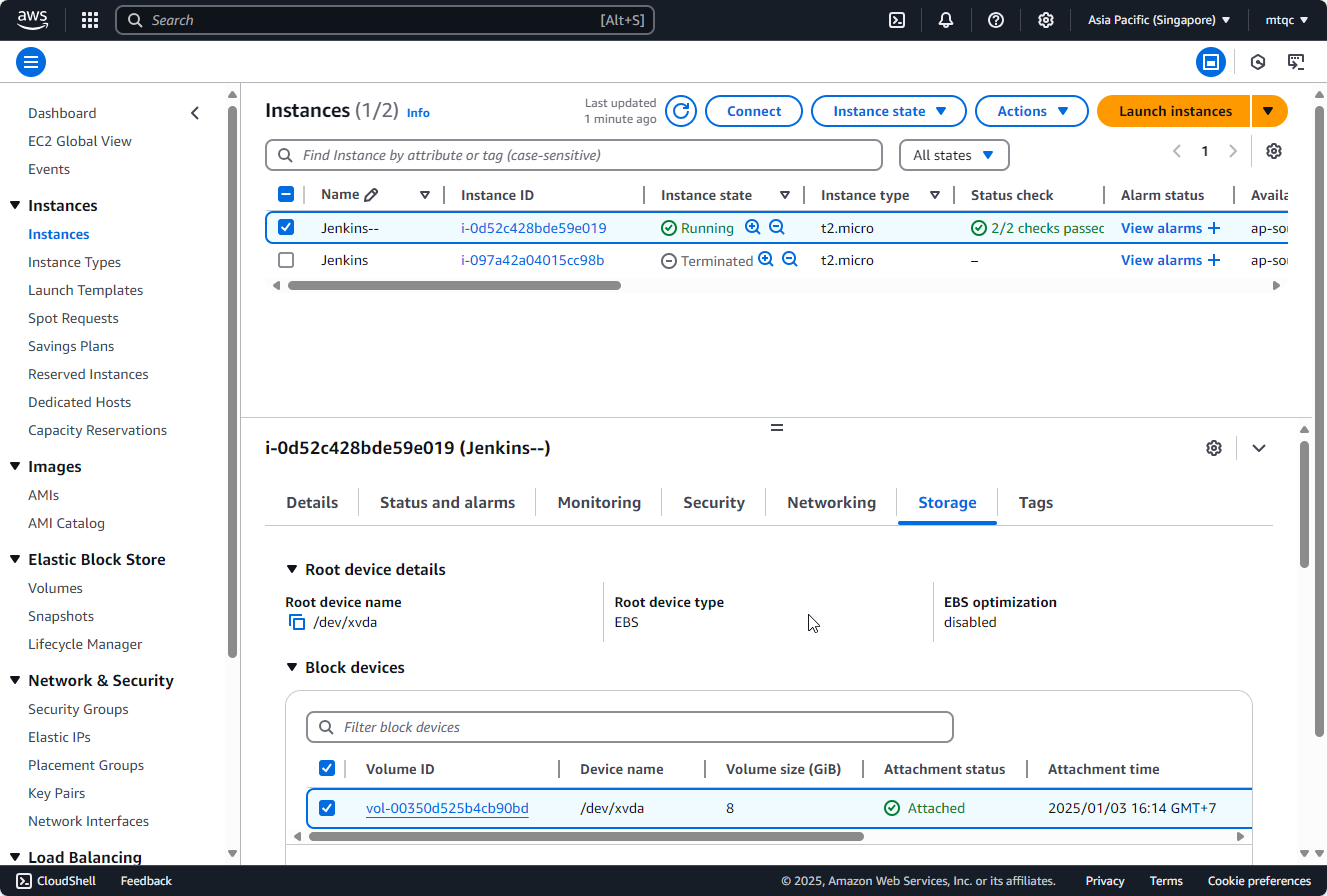 aws Search [Alt+S] Asia Pacific (Singapore) mtqc
Dashboard
EC2 Global View
Events
Instances
Instances
Instance Types
Launch Templates
Spot Requests
Savings Plans
Reserved Instances
Dedicated Hosts
Capacity Reservations
Images
AMIs
AMI Catalog
Elastic Block Store
Volumes
Snapshots
Lifecycle Manager
Network & Security
Security Groups
Elastic IPs
Placement Groups
Key Pairs
Network Interfaces
Load Balancing
Instances (1/2) Info
Last updated
1 minute ago
Connect Instance state Actions Launch instances
Find Instance by attribute or tag (case-sensitive) All states 1
Name Instance ID Instance state Instance type Status check Alarm status Availa
Jenkins-- i-0d52c428bde59e019 Running t2.micro 2/2 checks passec View alarms + ap-sou
Jenkins i-097a42a04015cc98b Terminated t2.micro – View alarms + ap-sou
i-0d52c428bde59e019 (Jenkins--)
Details Status and alarms Monitoring Security Networking Storage Tags
Root device details
Root device name Root device type EBS optimization
/dev/xvda EBS disabled
Block devices
Filter block devices
Volume ID Device name Volume size (GiB) Attachment status Attachment time
vol-00350d525b4cb90bd /dev/xvda 8 Attached 2025/01/03 16:14 GMT+7
CloudShell Feedback © 2025, Amazon Web Services, Inc. or its affiliates. Privacy Terms Cookie preferences